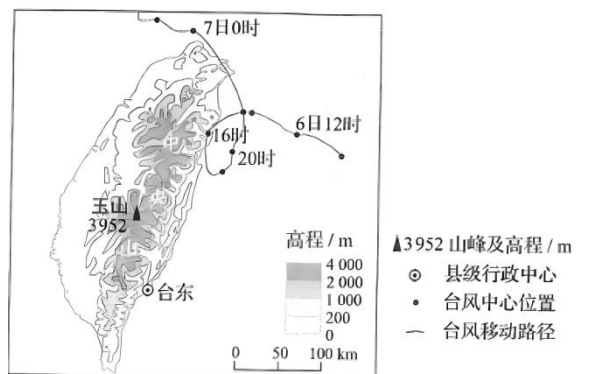 7日0时
6日12时
16时
20时
中
央
山
玉山
3952
台东
高程 / m
4 000
2 000
1 000
200
0
0 50 100 km
3952 山峰及高程 / m
县级行政中心
台风中心位置
台风移动路径